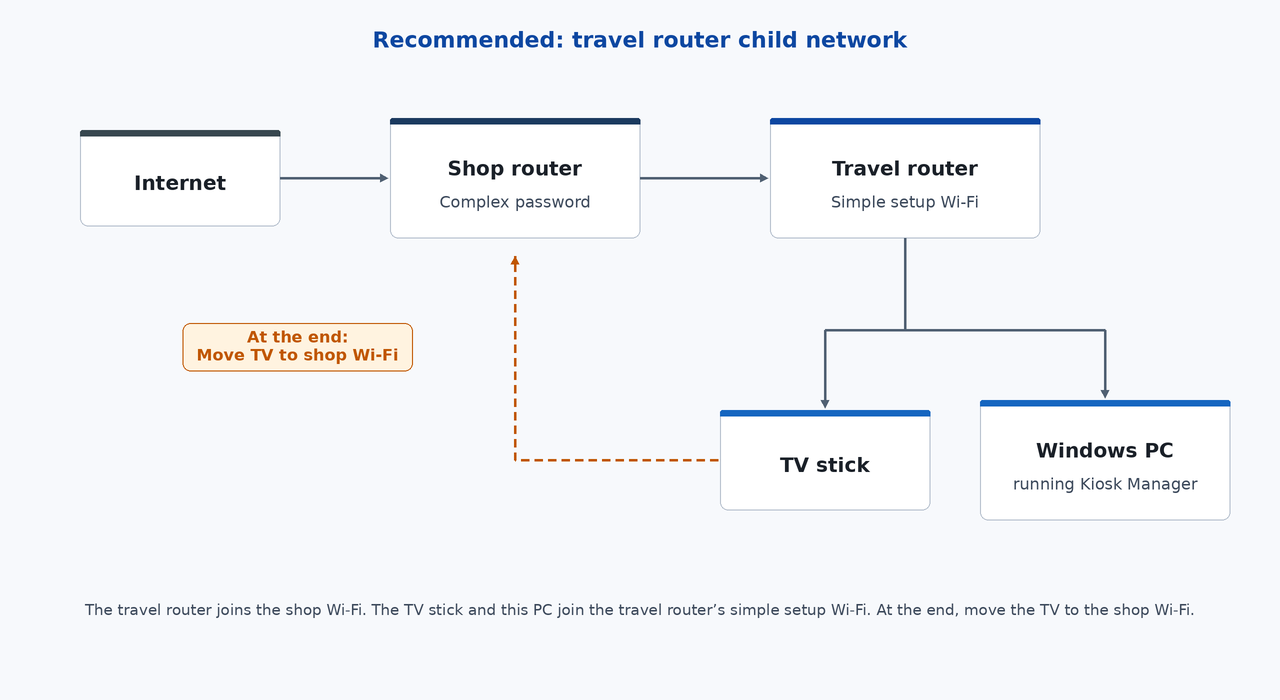 Recommended: travel router child network
Internet
Shop router
Complex password
Travel router
Simple setup Wi-Fi
At the end:
Move TV to shop Wi-Fi
TV stick
Windows PC
running Kiosk Manager
The travel router joins the shop Wi-Fi. The TV stick and this PC join the travel router’s simple setup Wi-Fi. At the end, move the TV to the shop Wi-Fi.